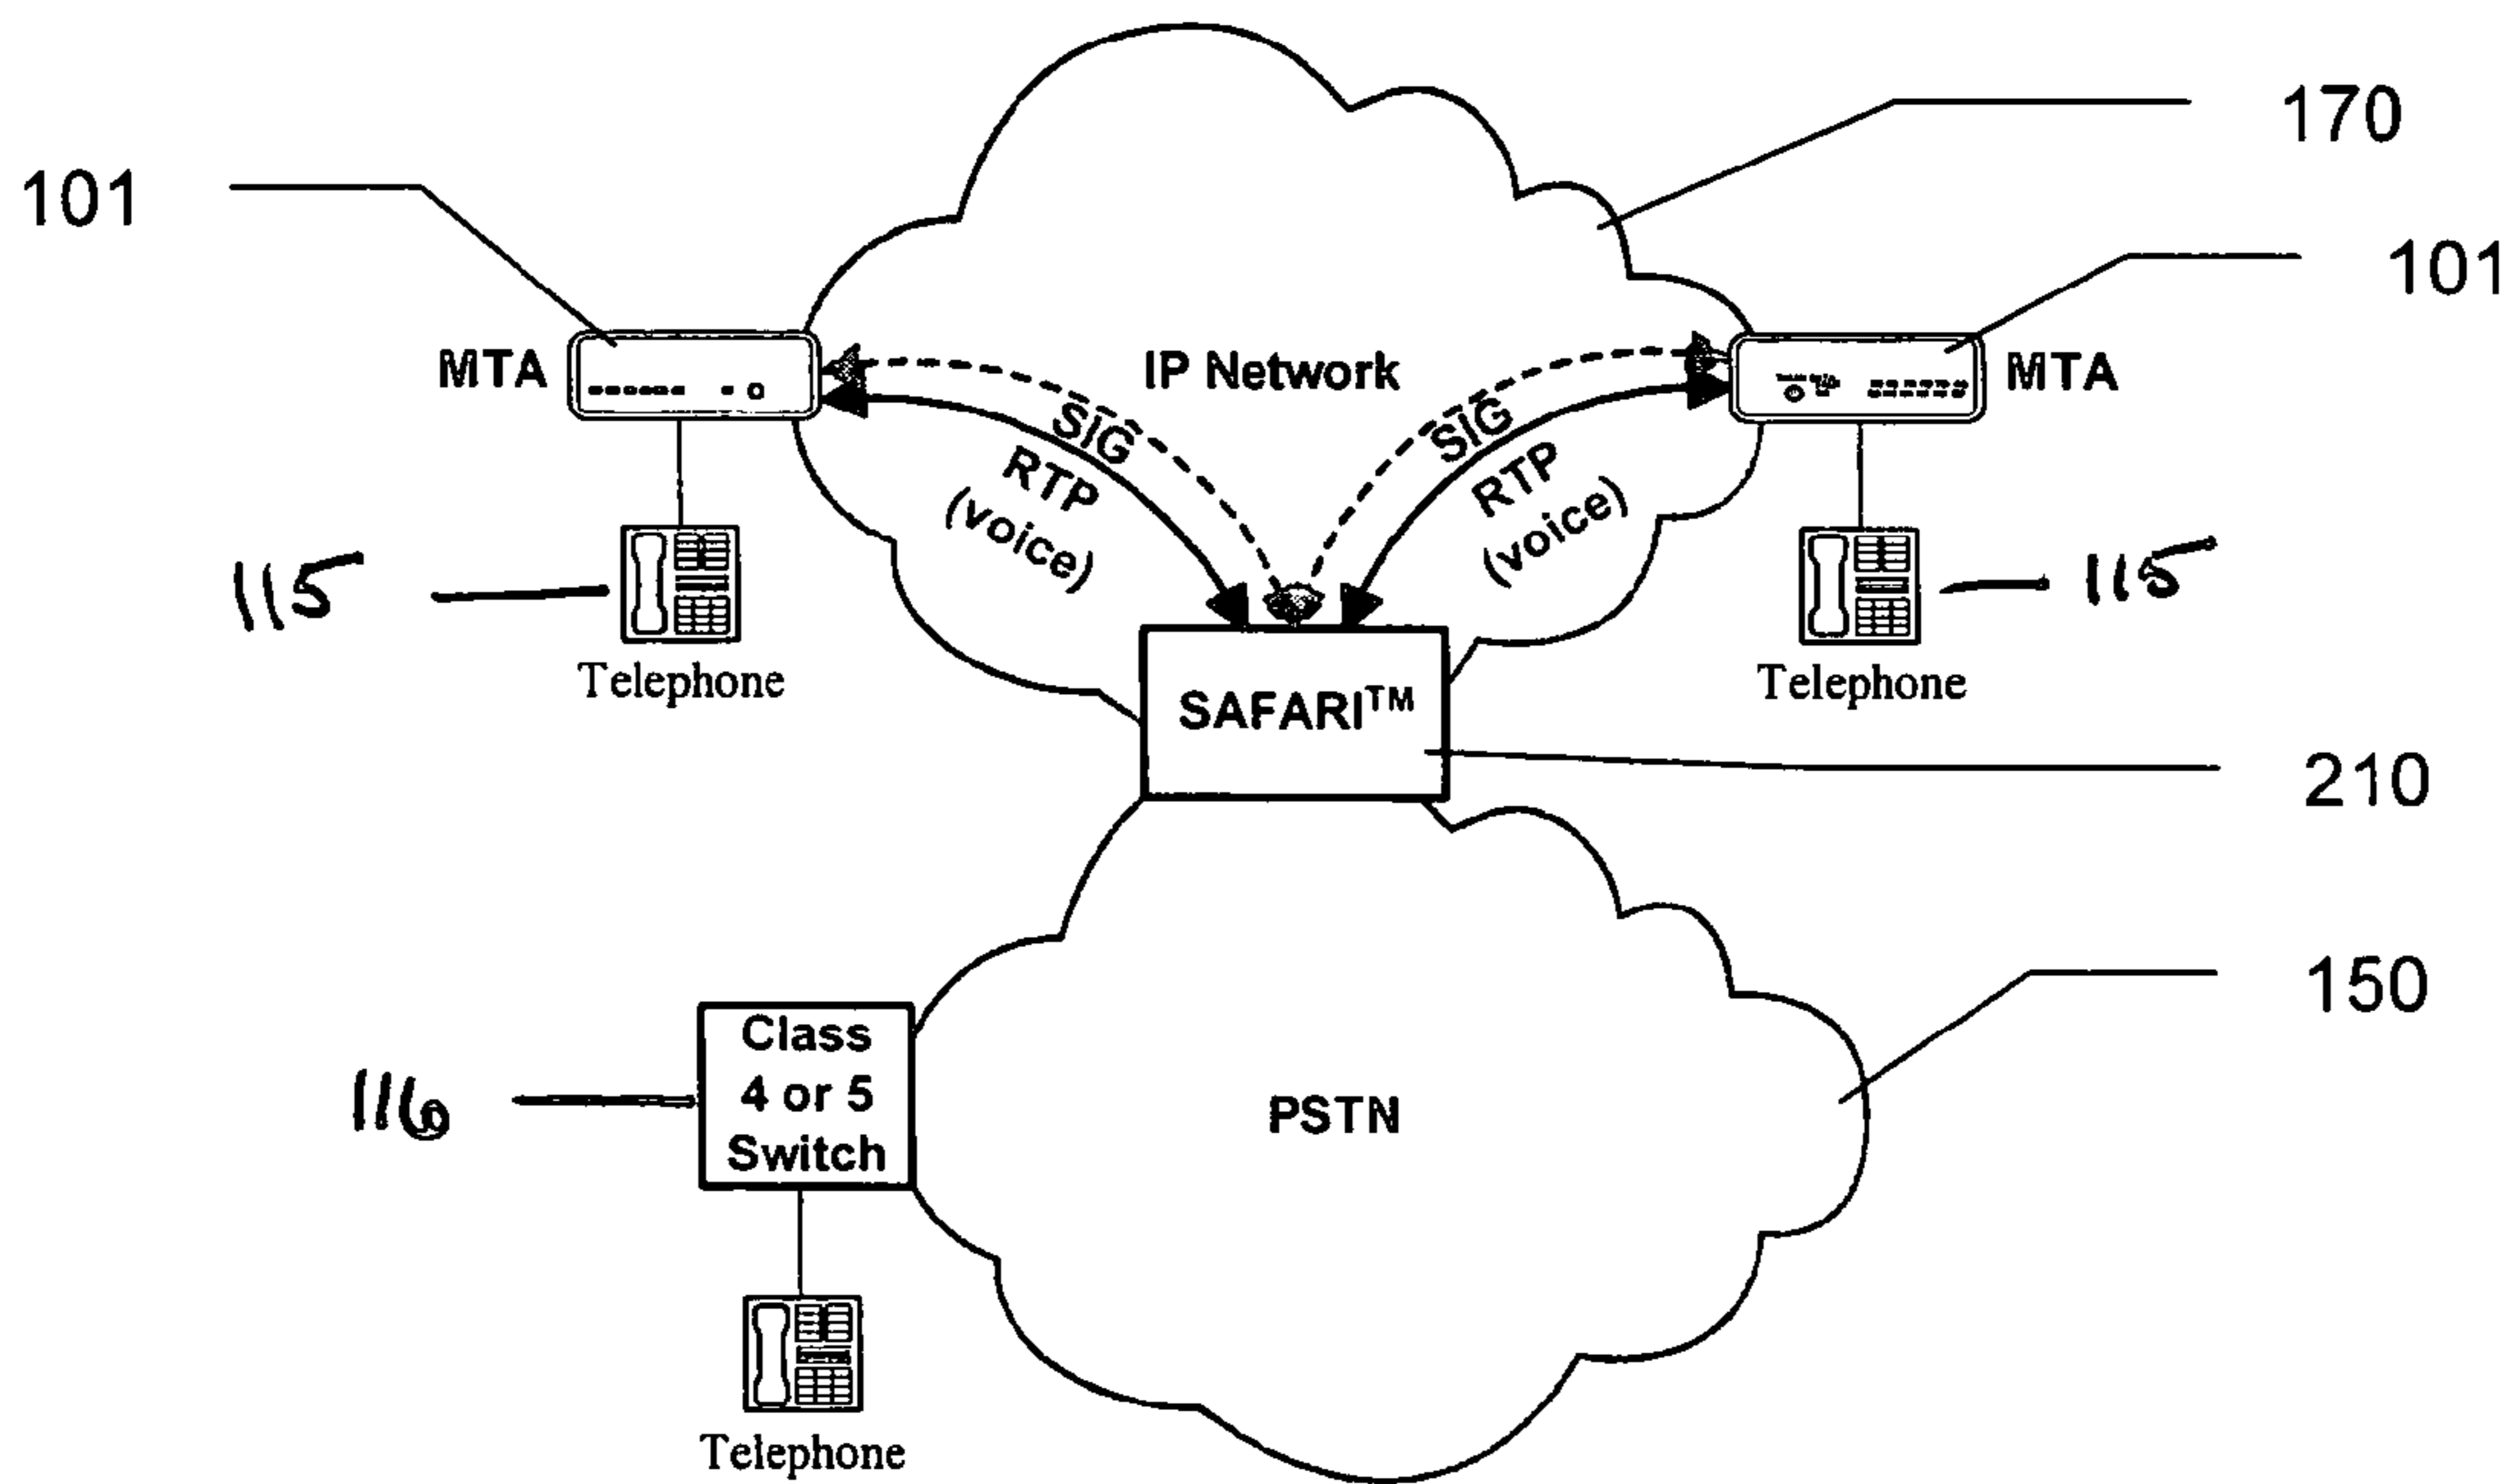 170
101
101
MTA
IP Network
MTA
SIG
SIG
RTP
(voice)
RTP
(voice)
115
115
Telephone
Telephone
SAFARI™
210
150
Class
4 or 5
Switch
116
PSTN
Telephone